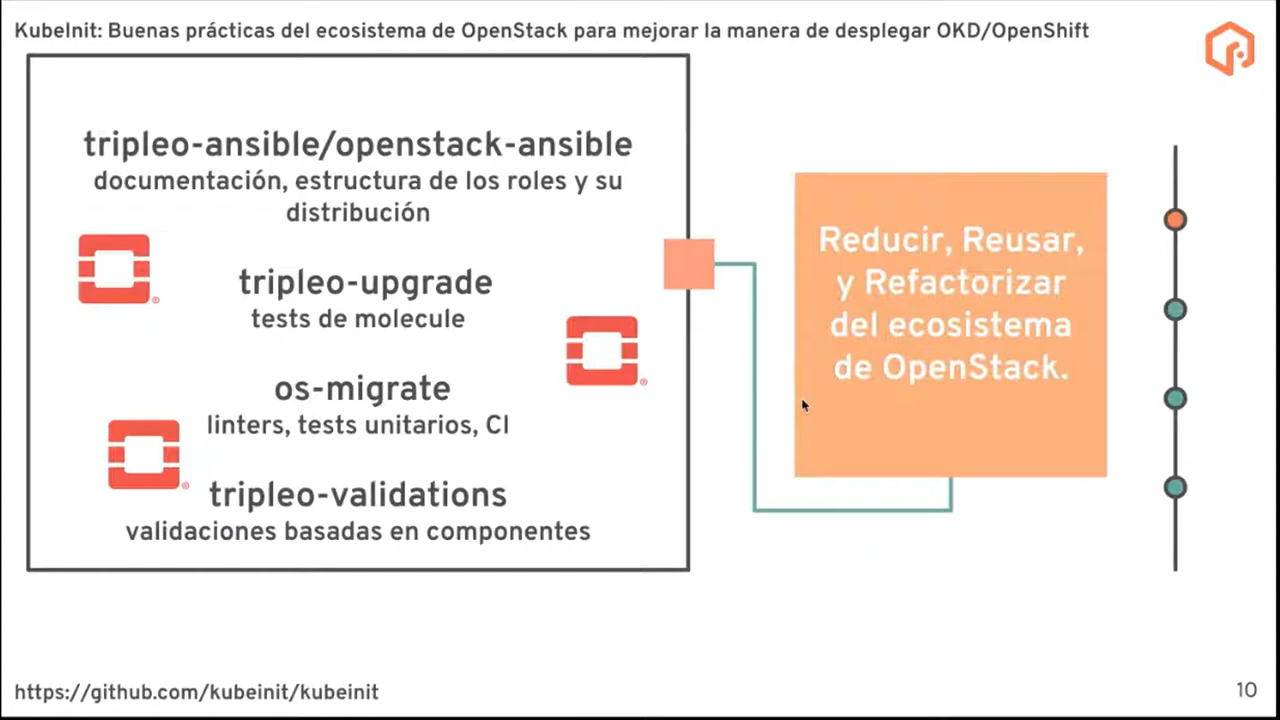 KubeInit: Buenas prácticas del ecosistema de OpenStack para mejorar la manera de desplegar OKD/OpenShift
tripleo-ansible/openstack-ansible
documentación, estructura de los roles y su
distribución
tripleo-upgrade
tests de molecule
os-migrate
linters, tests unitarios, CI
tripleo-validations
validaciones basadas en componentes
Reducir, Reusar,
y Refactorizar
del ecosistema
de OpenStack.
https://github.com/kubeinit/kubeinit
10